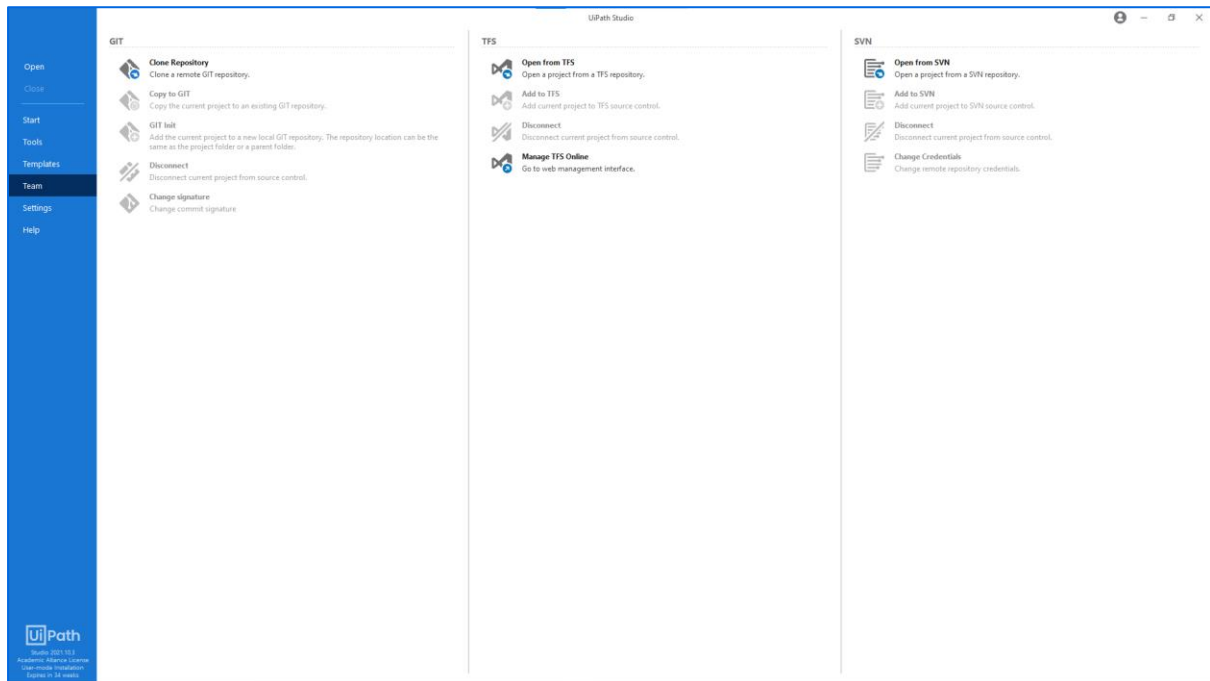 UiPath Studio
Open
Close
Start
Tools
Templates
Team
Settings
Help
GIT
Clone Repository
Clone a remote GIT repository.
Copy to GIT
Copy the current project to an existing GIT repository.
GIT Init
Add the current project to a new local GIT repository. The repository location can be the
same as the project folder or a parent folder.
Disconnect
Disconnect current project from source control.
Change signature
Change commit signature
TFS
Open from TFS
Open a project from a TFS repository.
Add to TFS
Add current project to TFS source control.
Disconnect
Disconnect current project from source control.
Manage TFS Online
Go to web management interface.
SVN
Open from SVN
Open a project from a SVN repository.
Add to SVN
Add current project to SVN source control.
Disconnect
Disconnect current project from source control.
Change Credentials
Change remote repository credentials.
UiPath
Studio 2021.10.3
Academic Alliance License
User-mode Installation
Expires in 34 weeks